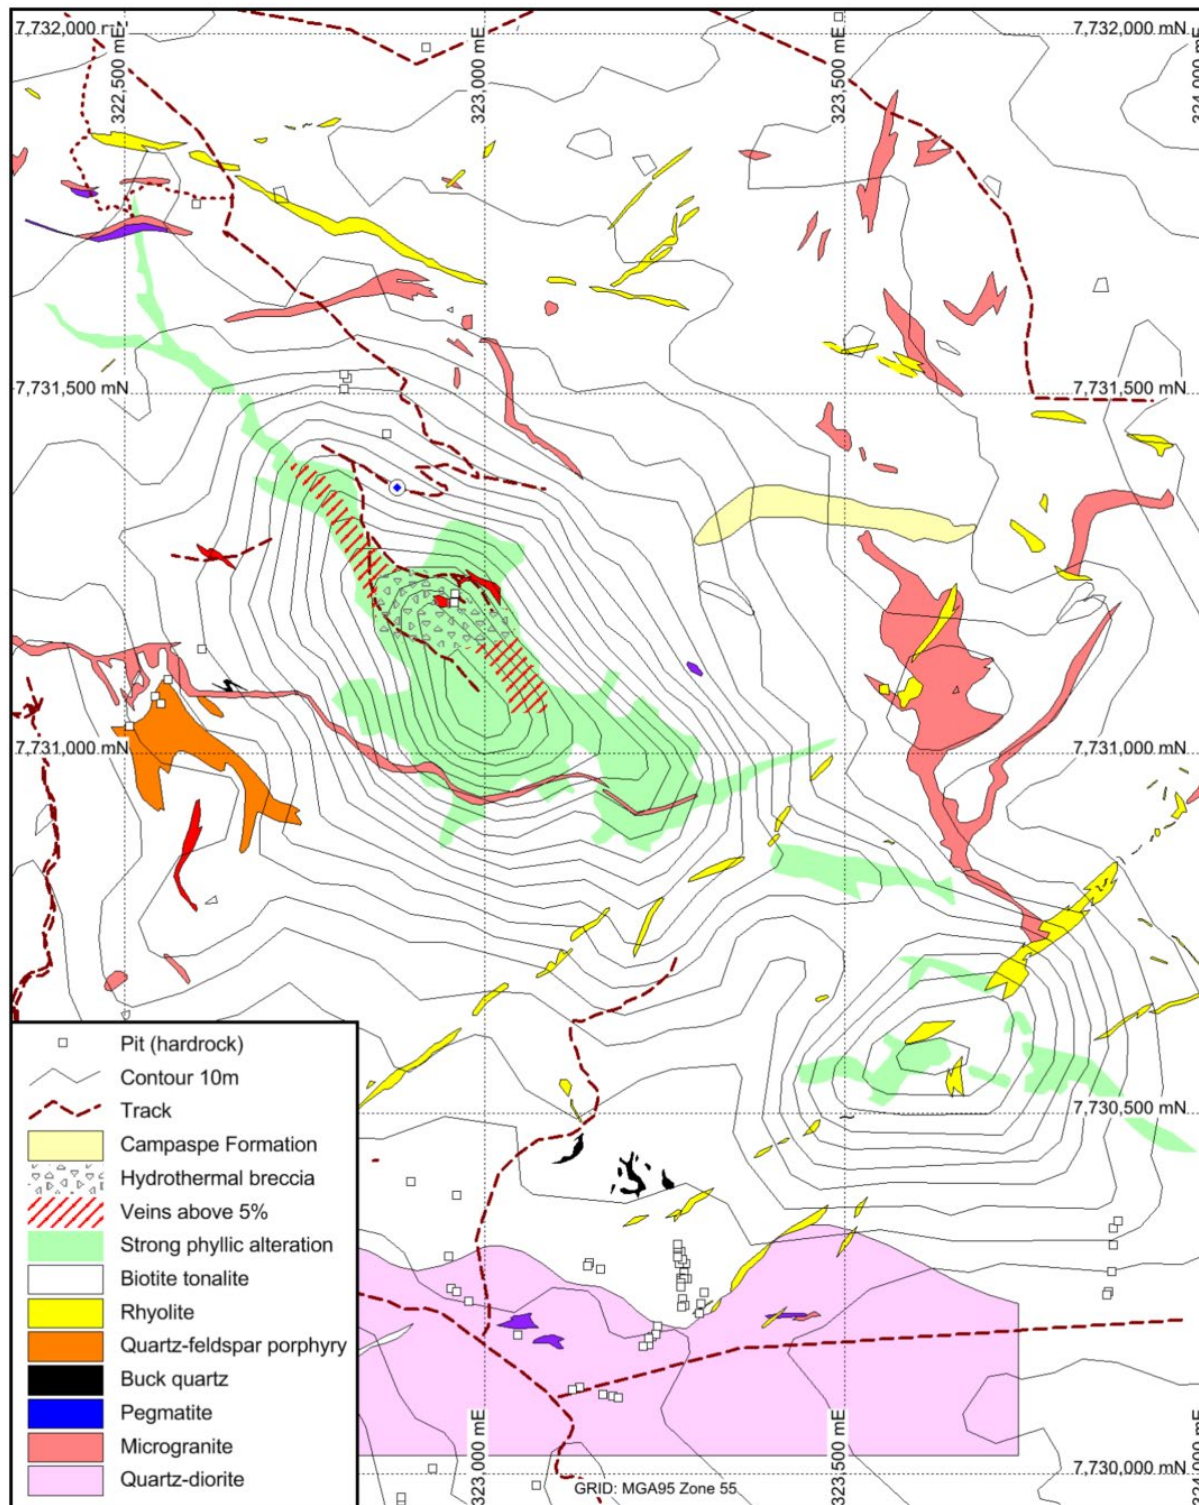 7,732,000 mN
322,500 mE
323,000 mE
323,500 mE
7,732,000 mN
7,731,500 mN
7,731,500 mN
7,731,000 mN
7,731,000 mN
7,730,500 mN
Pit (hardrock)
Contour 10m
Track
Campaspe Formation
Hydrothermal breccia
Veins above 5%
Strong phyllic alteration
Biotite tonalite
Rhyolite
Quartz-feldspar porphyry
Buck quartz
Pegmatite
Microgranite
Quartz-diorite
323,000 mE
323,500 mE
7,730,000 mN
GRID: MGA95 Zone 55